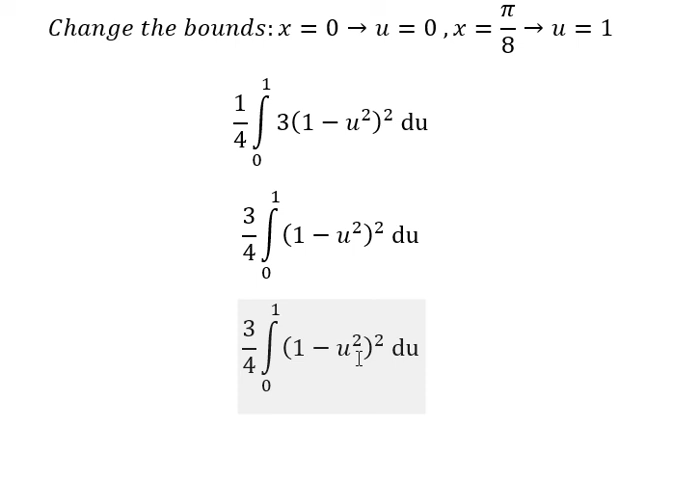 Change the bounds: x = 0 → u = 0 , x = π/8 → u = 1
1/4 ∫₀¹ 3(1 − u²)² du
3/4 ∫₀¹ (1 − u²)² du
3/4 ∫₀¹ (1 − u²)² du